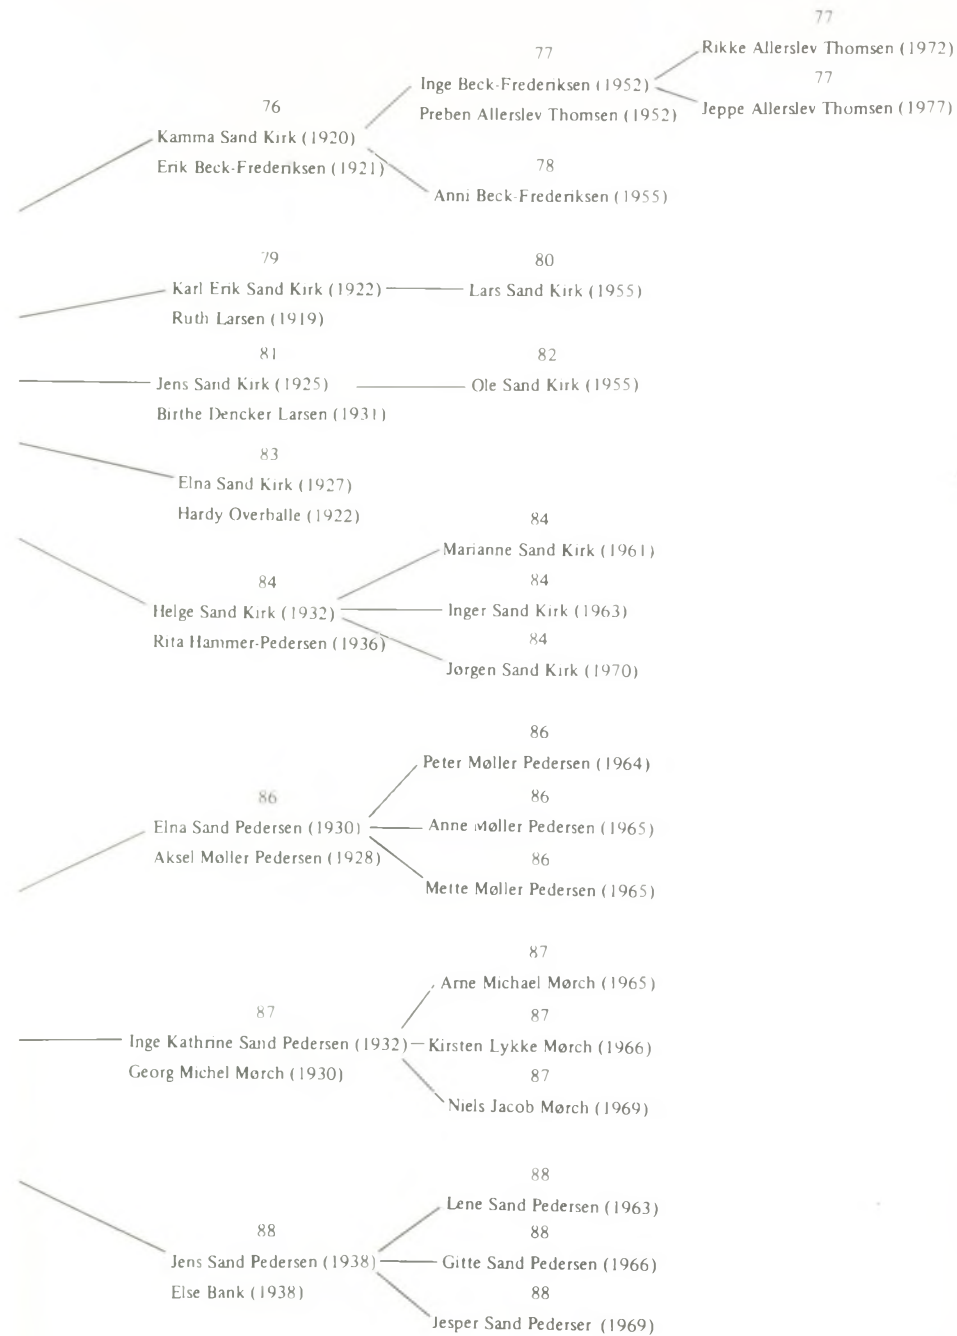 77
Rikke Allerslev Thomsen (1972)
77
Inge Beck-Frederiksen (1952)
77
Jeppe Allerslev Thomsen (1977)
Preben Allerslev Thomsen (1952)
76
Kamma Sand Kirk (1920)
Erik Beck-Frederiksen (1921)
78
Anni Beck-Frederiksen (1955)
79
80
Karl Erik Sand Kirk (1922)
Lars Sand Kirk (1955)
Ruth Larsen (1919)
81
82
Jens Sand Kirk (1925)
Ole Sand Kirk (1955)
Birthe Dencker Larsen (1931)
83
Elna Sand Kirk (1927)
Hardy Overhalle (1922)
84
Marianne Sand Kirk (1961)
84
84
Helge Sand Kirk (1932)
Inger Sand Kirk (1963)
Rita Hammer-Pedersen (1936)
84
Jørgen Sand Kirk (1970)
86
Peter Møller Pedersen (1964)
86
86
Elna Sand Pedersen (1930)
Anne Møller Pedersen (1965)
Aksel Møller Pedersen (1928)
86
Mette Møller Pedersen (1965)
87
Arne Michael Mørch (1965)
87
87
Inge Kathrine Sand Pedersen (1932)
Kirsten Lykke Mørch (1966)
Georg Michel Mørch (1930)
87
Niels Jacob Mørch (1969)
88
Lene Sand Pedersen (1963)
88
88
Jens Sand Pedersen (1938)
Gitte Sand Pedersen (1966)
Else Bank (1938)
88
Jesper Sand Pederser (1969)